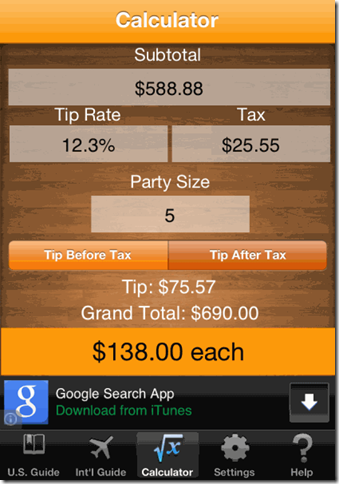 Calculator
Subtotal
$588.88
Tip Rate Tax
12.3% $25.55
Party Size
5
Tip Before Tax Tip After Tax
Tip: $75.57
Grand Total: $690.00
$138.00 each
Google Search App
Download from iTunes
U.S. Guide Int'l Guide Calculator Settings Help